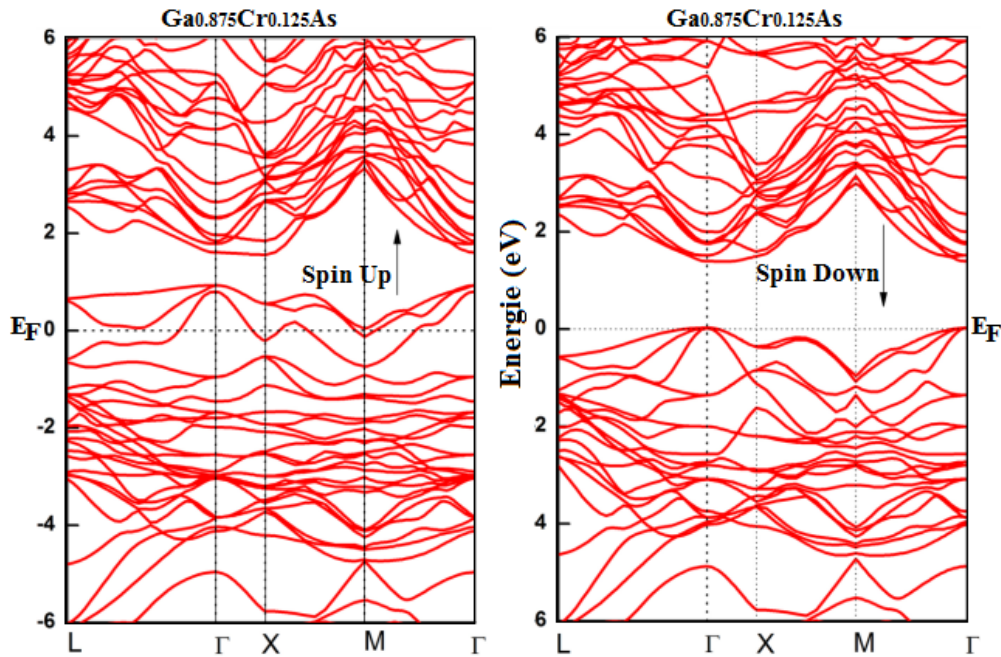 Ga0.875Cr0.125As
6
4
2
EF 0
-2
-4
-6
L Γ X M Γ
Spin Up
Ga0.875Cr0.125As
Energie (eV)
6
4
2
0
2
4
6
L Γ X M Γ
Spin Down
EF